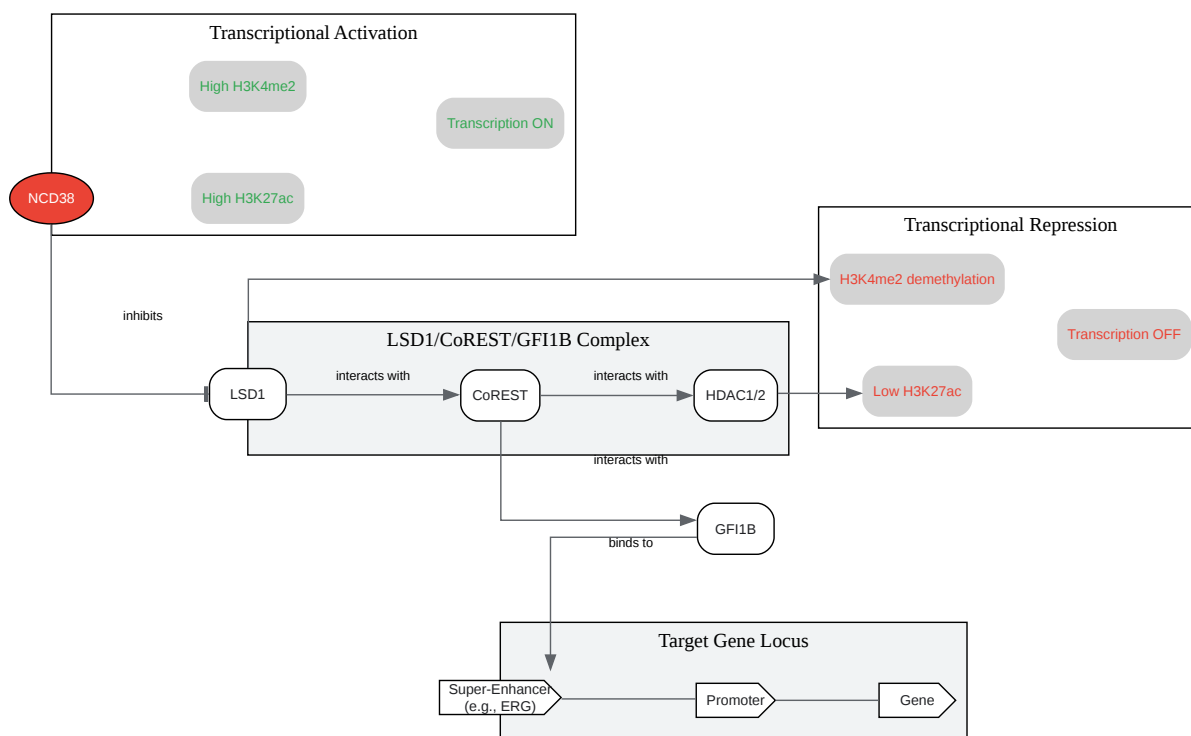 Transcriptional Activation
High H3K4me2
Transcription ON
NCD38
High H3K27ac
Transcriptional Repression
H3K4me2 demethylation
inhibits
Transcription OFF
LSD1/CoREST/GFI1B Complex
LSD1
interacts with
CoREST
interacts with
HDAC1/2
Low H3K27ac
interacts with
GFI1B
binds to
Target Gene Locus
Super-Enhancer
(e.g., ERG)
Promoter
Gene